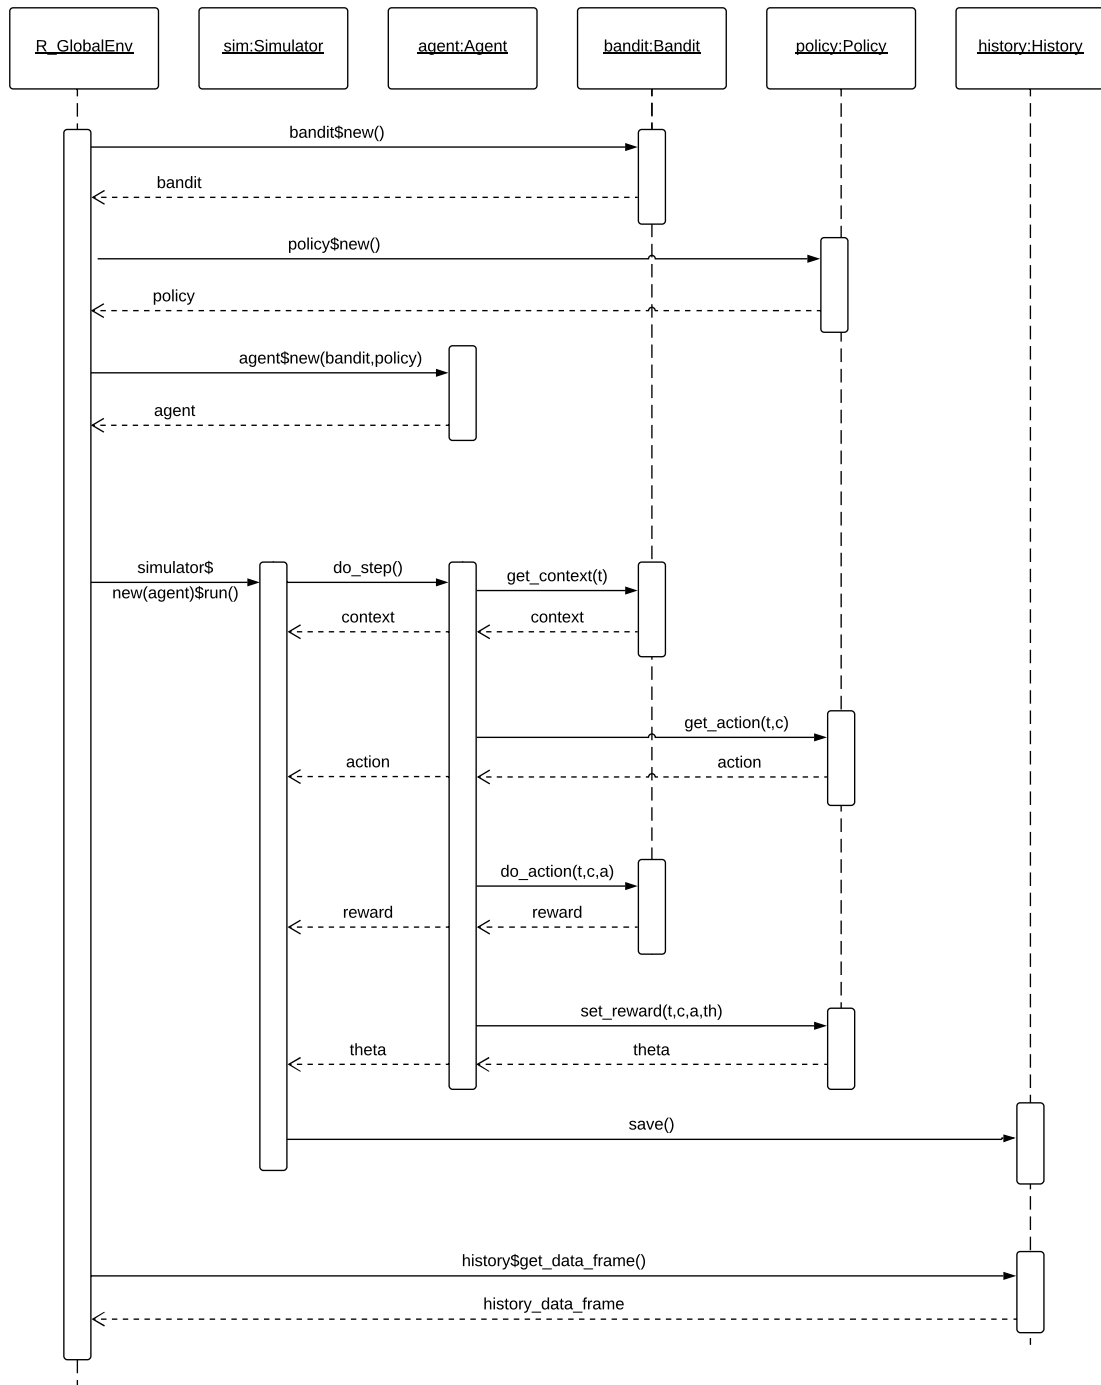 R_GlobalEnv
sim:Simulator
agent:Agent
bandit:Bandit
policy:Policy
history:History
bandit$new()
bandit
policy$new()
policy
agent$new(bandit,policy)
agent
simulator$
new(agent)$run()
do_step()
get_context(t)
context
context
get_action(t,c)
action
action
do_action(t,c,a)
reward
reward
set_reward(t,c,a,th)
theta
theta
save()
history$get_data_frame()
history_data_frame